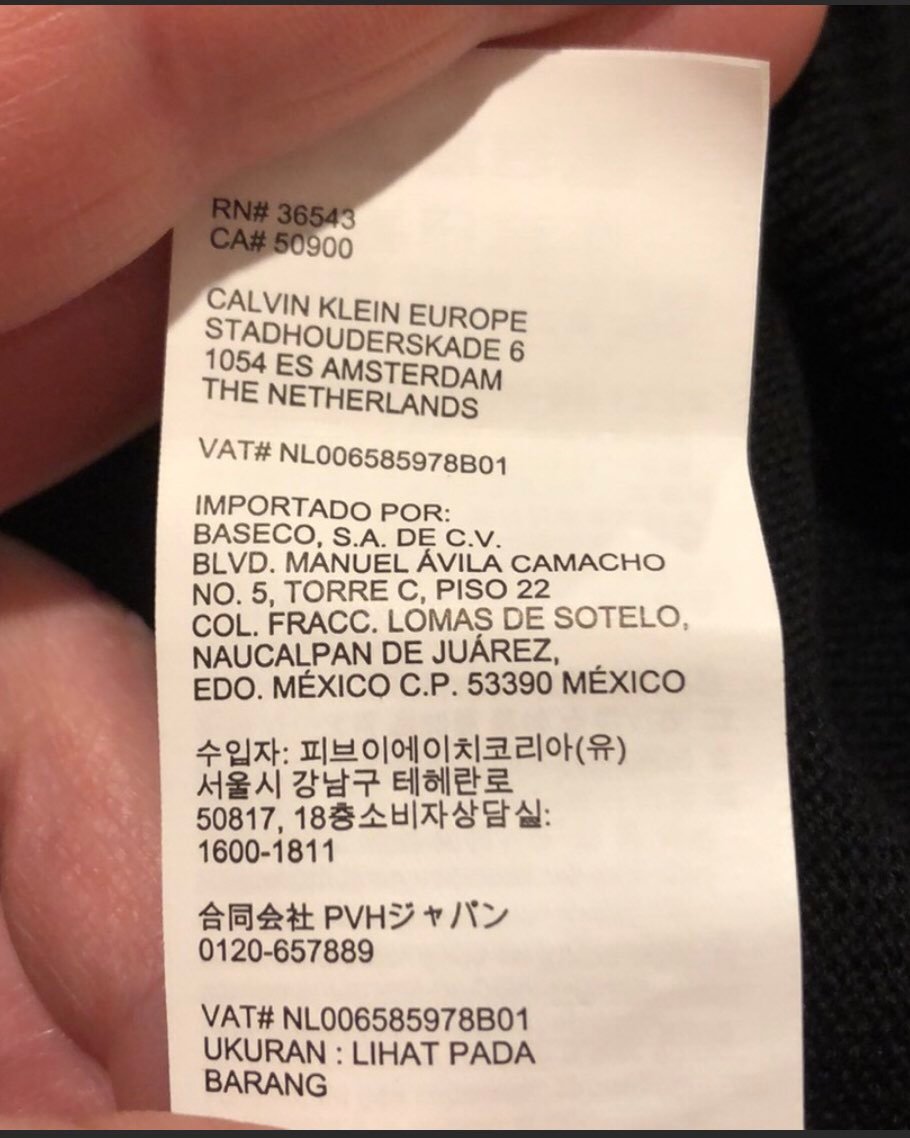 RN# 36543
CA# 50900
CALVIN KLEIN EUROPE
STADHOUDERSKADE 6
1054 ES AMSTERDAM
THE NETHERLANDS
VAT# NL006585978B01
IMPORTADO POR:
BASECO, S.A. DE C.V.
BLVD. MANUEL ÁVILA CAMACHO
NO. 5, TORRE C, PISO 22
COL. FRACC. LOMAS DE SOTELO,
NAUCALPAN DE JUÁREZ,
EDO. MÉXICO C.P. 53390 MÉXICO
수입자: 피브이에이치코리아(유)
서울시 강남구 테헤란로
50817, 18층소비자상담실:
1600-1811
合同会社 PVHジャパン
0120-657889
VAT# NL006585978B01
UKURAN : LIHAT PADA
BARANG